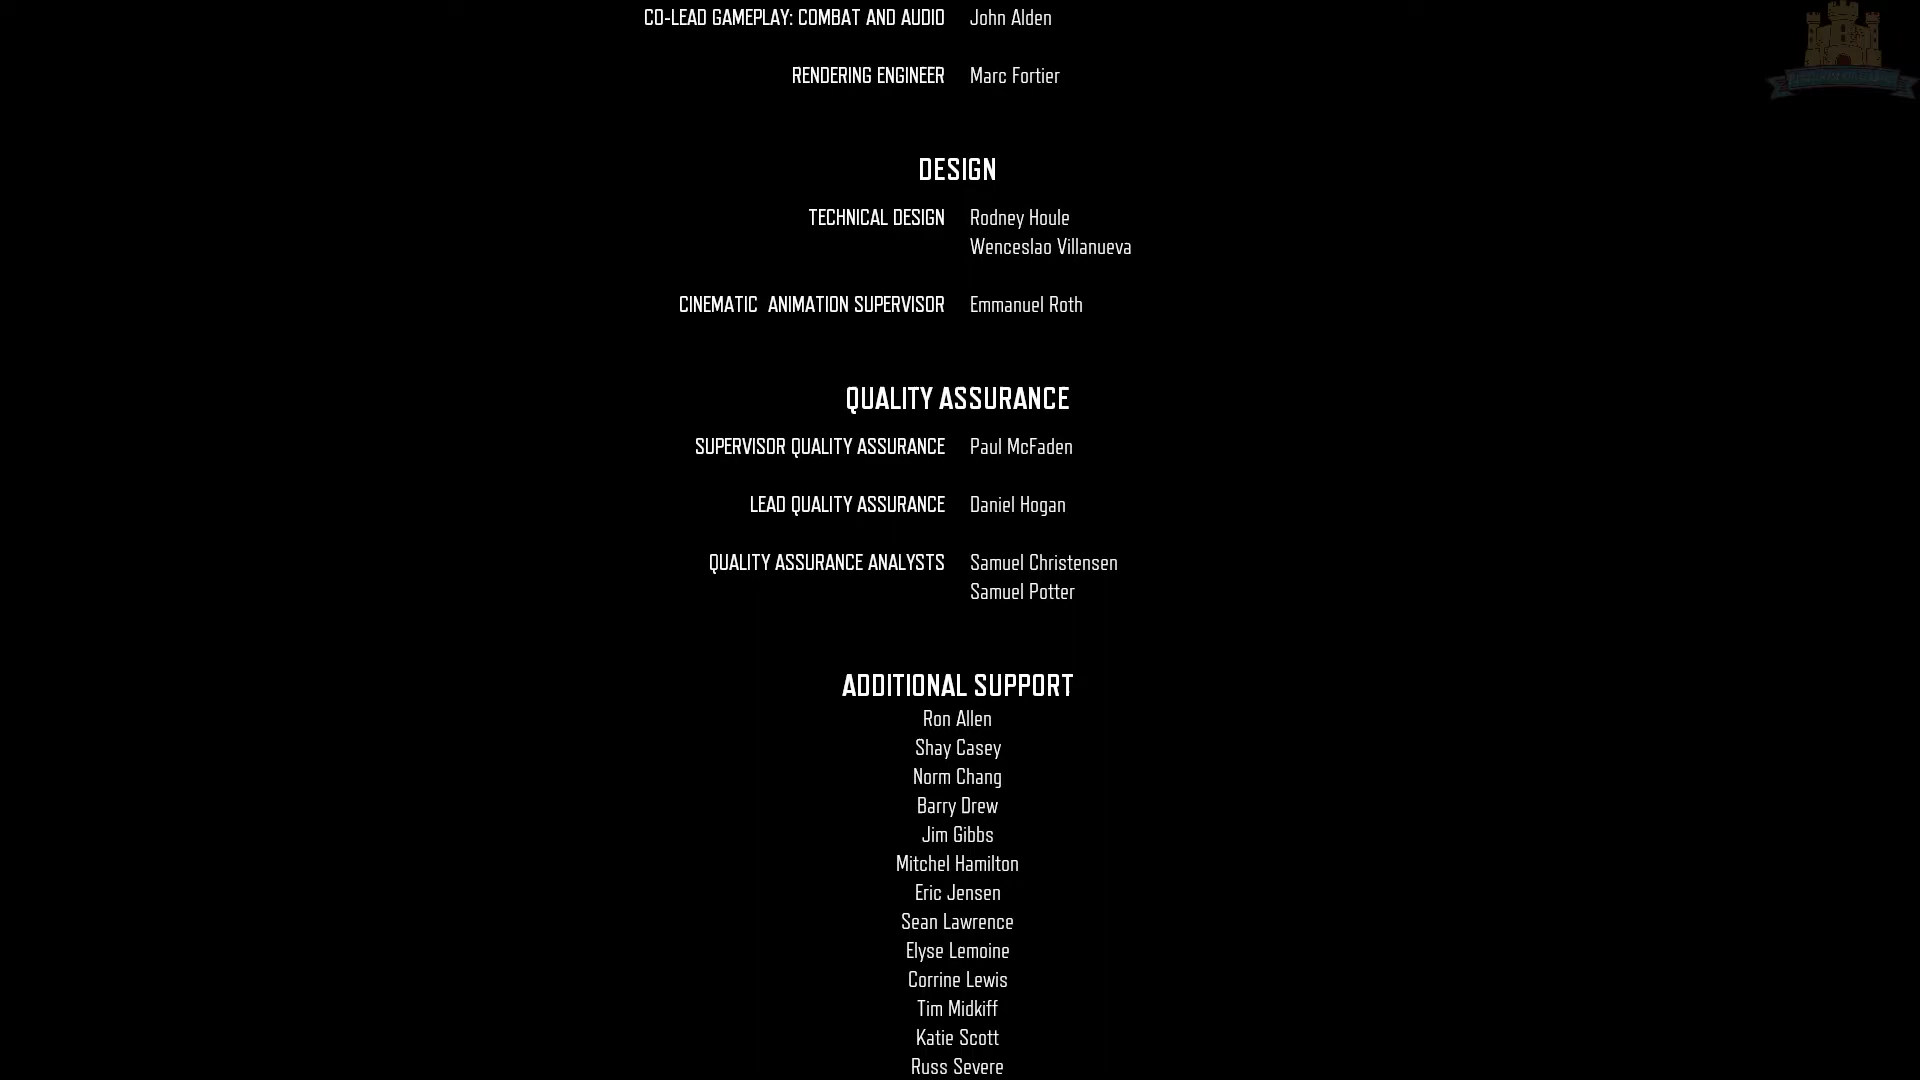 CO-LEAD GAMEPLAY: COMBAT AND AUDIO John Alden
RENDERING ENGINEER Marc Fortier
DESIGN
TECHNICAL DESIGN Rodney Houle
Wenceslao Villanueva
CINEMATIC  ANIMATION SUPERVISOR Emmanuel Roth
QUALITY ASSURANCE
SUPERVISOR QUALITY ASSURANCE Paul McFaden
LEAD QUALITY ASSURANCE Daniel Hogan
QUALITY ASSURANCE ANALYSTS Samuel Christensen
Samuel Potter
ADDITIONAL SUPPORT
Ron Allen
Shay Casey
Norm Chang
Barry Drew
Jim Gibbs
Mitchel Hamilton
Eric Jensen
Sean Lawrence
Elyse Lemoine
Corrine Lewis
Tim Midkiff
Katie Scott
Russ Severe